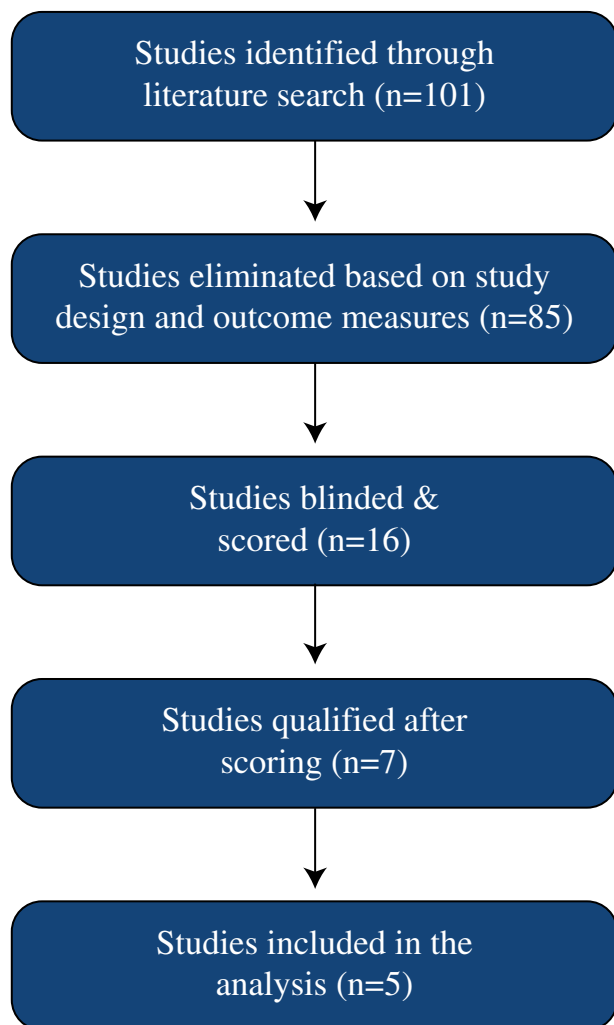 Studies identified through
literature search (n=101)
Studies eliminated based on study
design and outcome measures (n=85)
Studies blinded &
scored (n=16)
Studies qualified after
scoring (n=7)
Studies included in the
analysis (n=5)